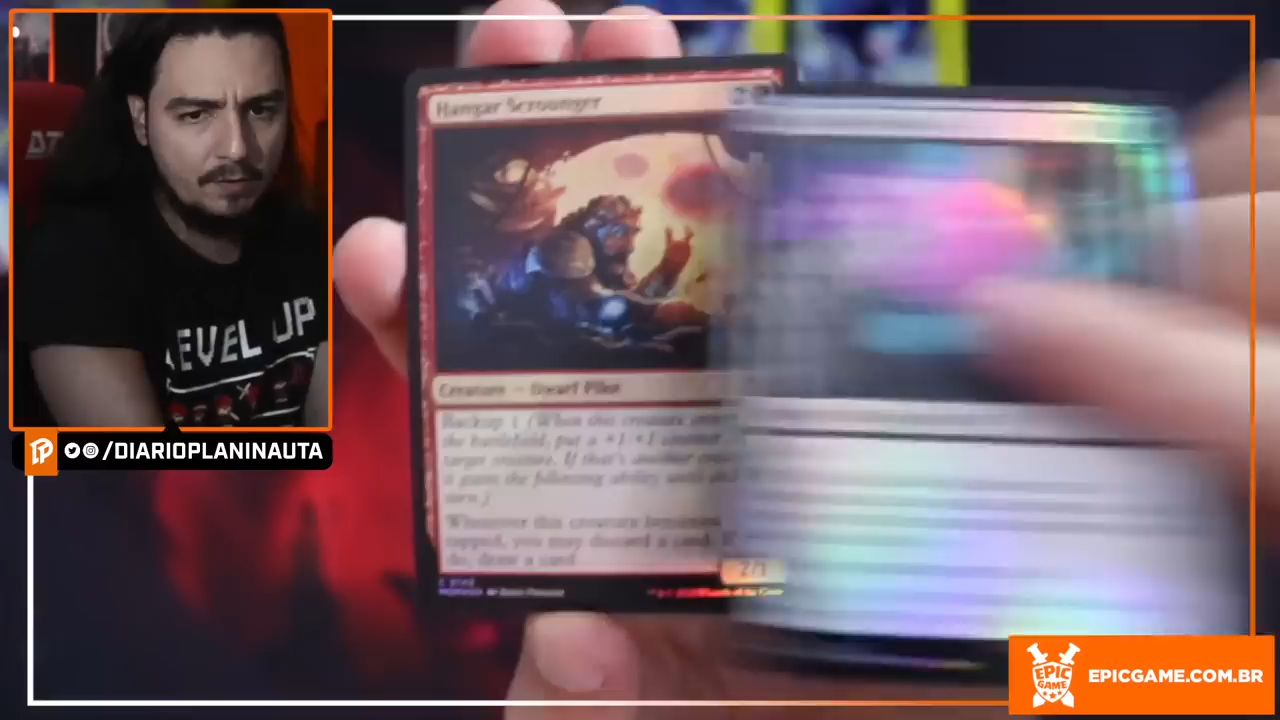 Hangar Scrounger
DT
LEVEL UP
Creature — Dwarf Pilot
Backup 1 (When this creature
the battlefield, put a +1/+1 counter
target creature. If that's another
it gains the following ability until
turn.)
Whenever this creature becomes
tapped, you may discard a card. If
do, draw a card.
2/1
/DIARIOPLANINAUTA
EPIC
GAME
EPICGAME.COM.BR